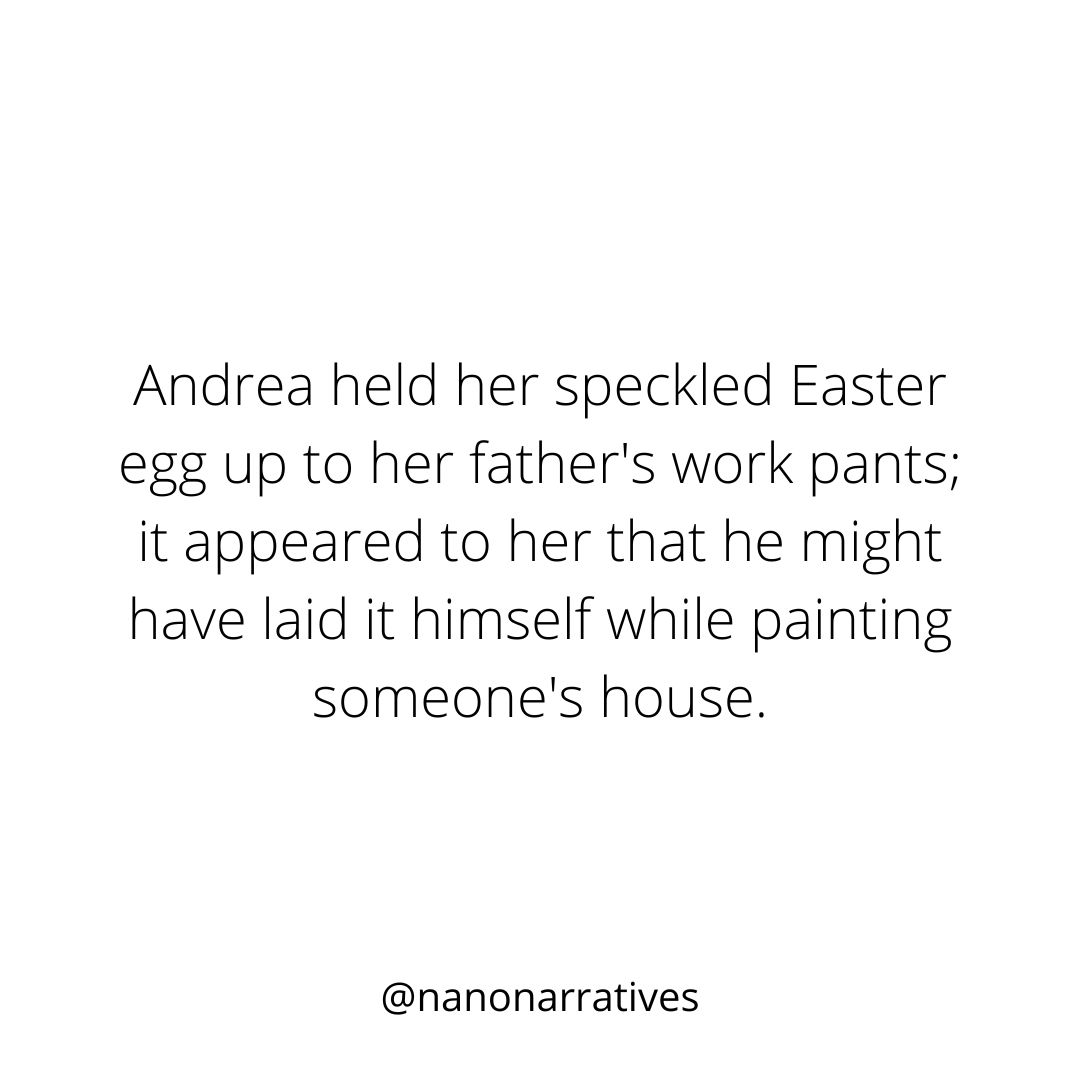 Andrea held her speckled Easter
egg up to her father's work pants;
it appeared to her that he might
have laid it himself while painting
someone's house.
@nanonarratives